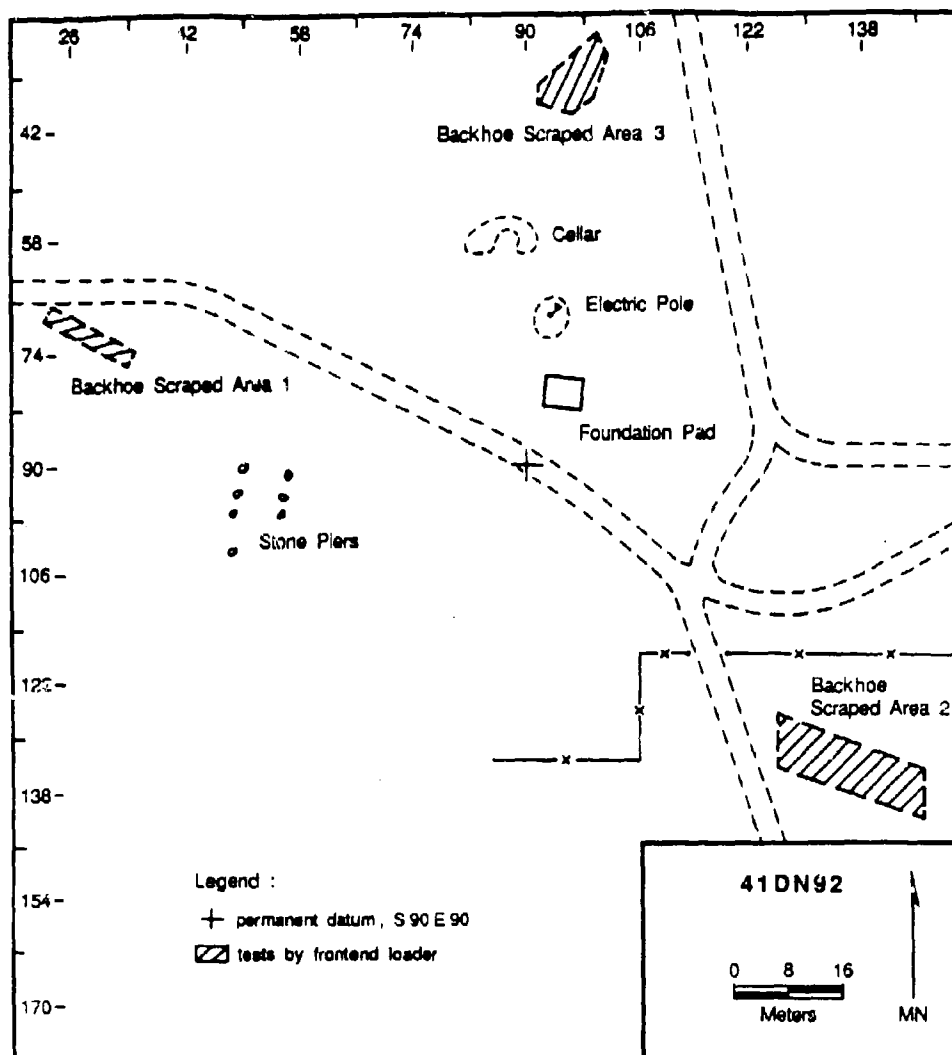 26 42 58 74 90 106 122 138
42
Backhoe Scraped Area 3
58
Cellar
Electric Pole
74
Backhoe Scraped Area 1
Foundation Pad
90
Stone Piers
106
122
Backhoe
Scraped Area 2
138
Legend :
permanent datum, S 90 E 90
tests by frontend loader
154
170
41DN92
0 8 16
Meters
MN